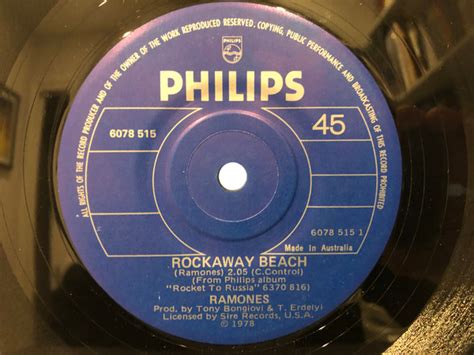 ALL RIGHTS OF THE RECORD PRODUCER AND OF THE OWNER OF THE WORK REPRODUCED RESERVED. COPYING, PUBLIC PERFORMANCE AND BROADCASTING OF THIS RECORD PROHIBITED
PHILIPS
PHILIPS
6078 515
45
6078 515 1
Made in Australia
ROCKAWAY BEACH
(Ramones) 2.05 (C.Control)
(From Philips album
"Rocket To Russia" 6370 816)
RAMONES
Prod. by Tony Bongiovi & T. Erdelyi
Licensed by Sire Records, U.S.A.
℗ 1978